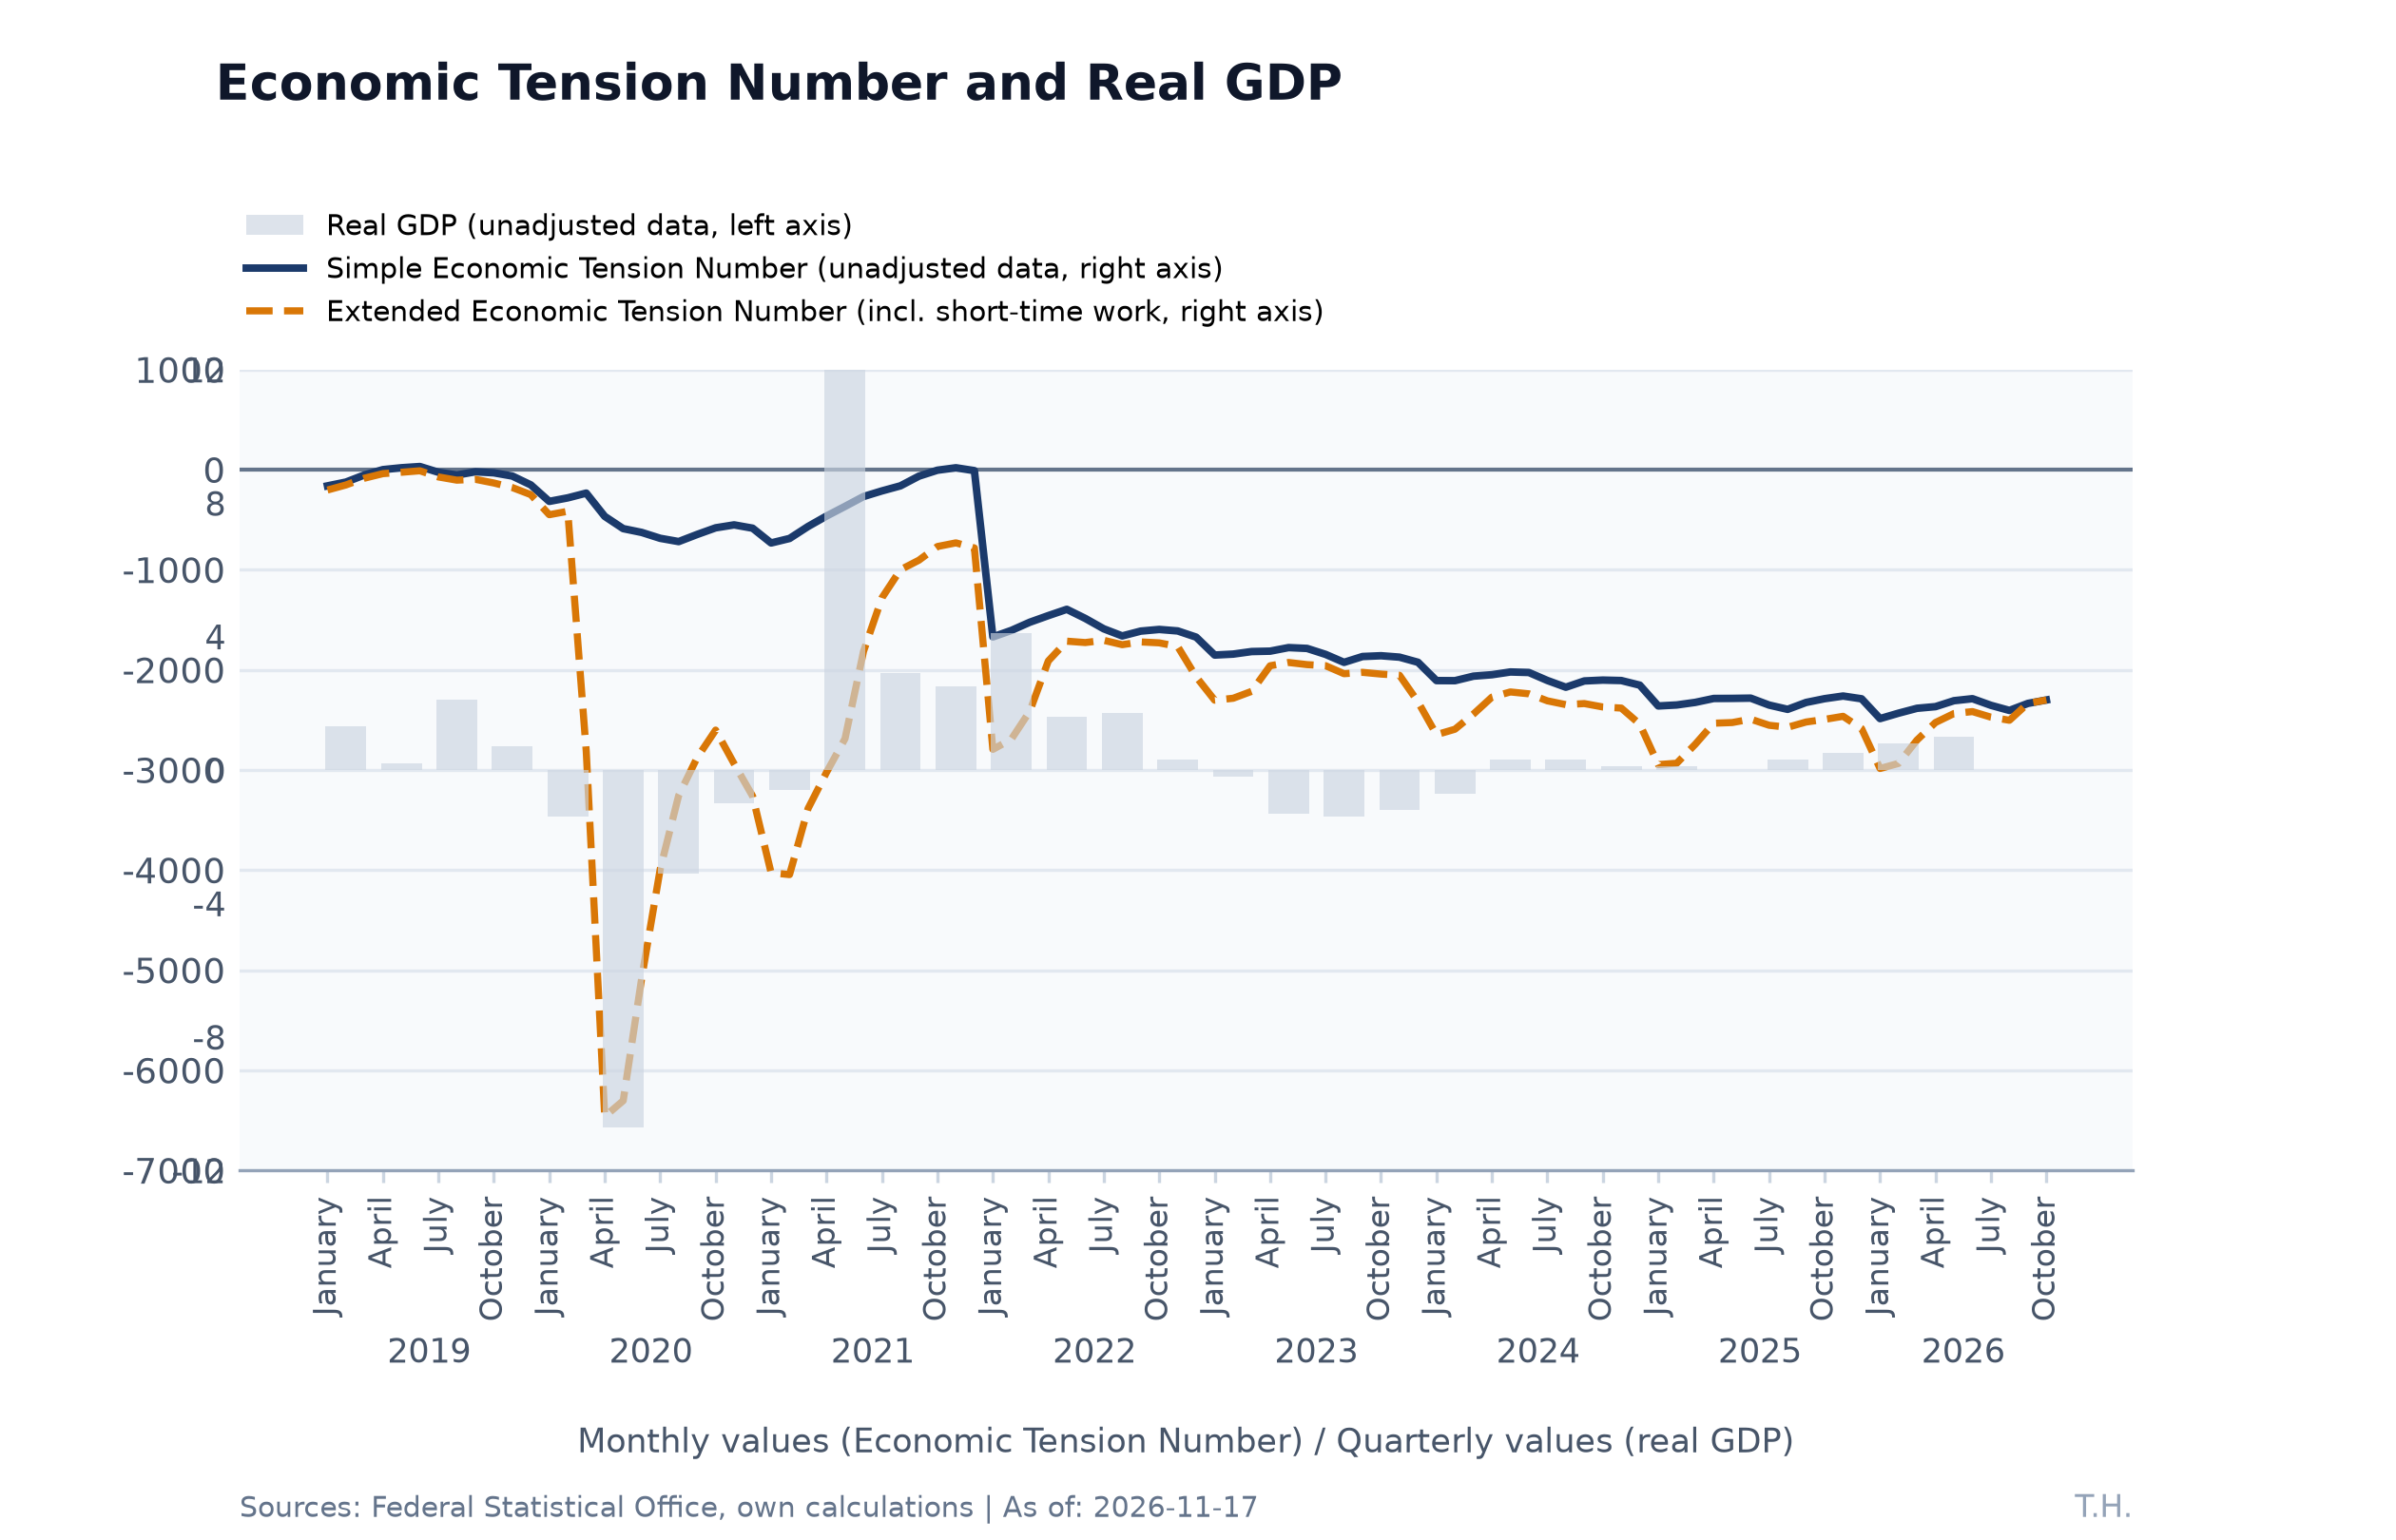 Economic Tension Number and Real GDP
Real GDP (unadjusted data, left axis)
Simple Economic Tension Number (unadjusted data, right axis)
Extended Economic Tension Number (incl. short-time work, right axis)
1000
12
0
8
-1000
4
-2000
-3000
0
-4000
-4
-5000
-8
-6000
-7000
-12
January April July October January April July October January April July October January April July October January April July October January April July October January April July October January April July October
2019 2020 2021 2022 2023 2024 2025 2026
Monthly values (Economic Tension Number) / Quarterly values (real GDP)
Sources: Federal Statistical Office, own calculations | As of: 2026-11-17
T.H.